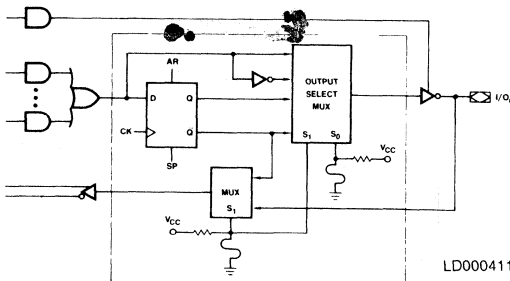 AR
D Q
CK
Q
SP
OUTPUT
SELECT
MUX
S1 S0
VCC
MUX
S1
VCC
I/O
LD000411